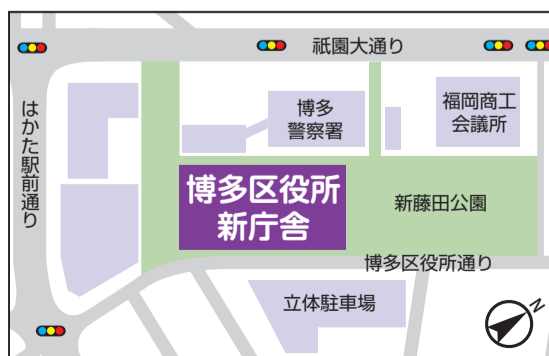 祇園大通り
はかた駅前通り
博多
警察署
福岡商工
会議所
博多区役所
新庁舎
新藤田公園
博多区役所通り
立体駐車場
N